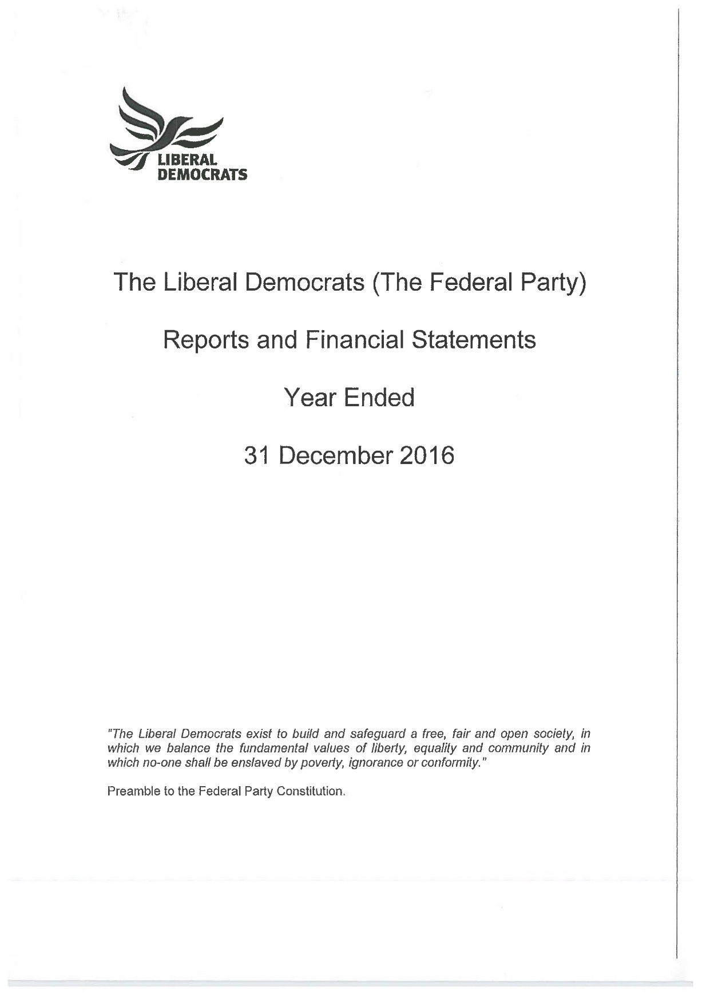 LIBERAL
DEMOCRATS
The Liberal Democrats (The Federal Party)
Reports and Financial Statements
Year Ended
31 December 2016
"The Liberal Democrats exist to build and safeguard a free, fair and open society, in
which we balance the fundamental values of liberty, equality and community and in
which no-one shall be enslaved by poverty, ignorance or conformity."
Preamble to the Federal Party Constitution.